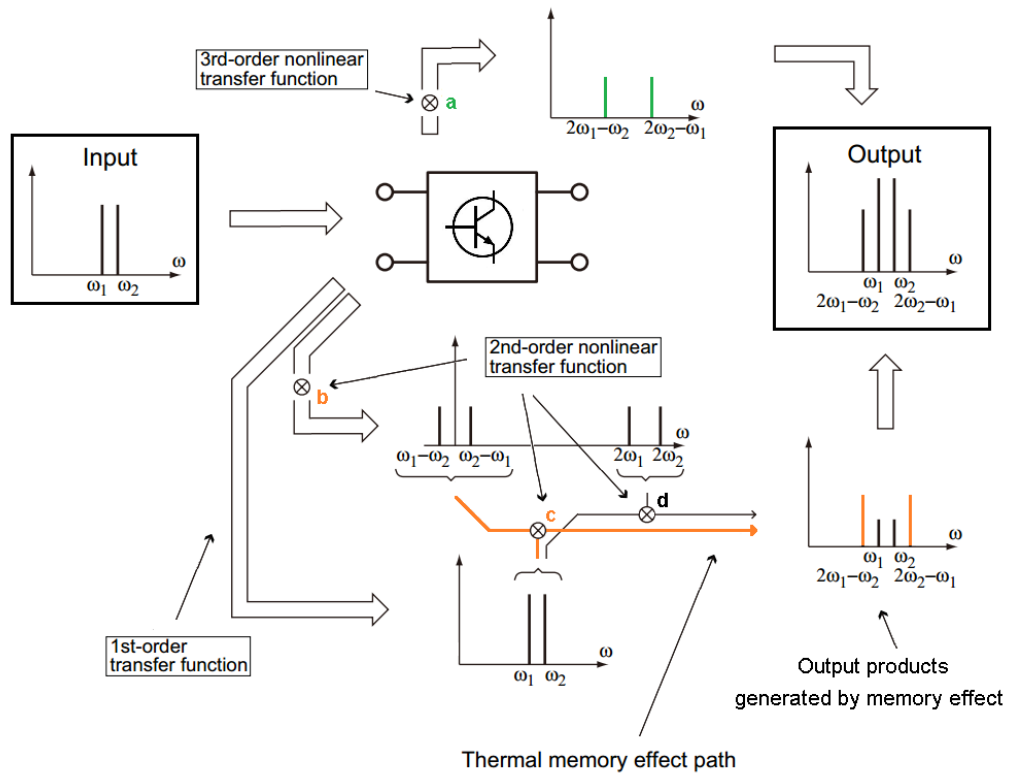 3rd-order nonlinear
transfer function
a
ω
2ω₁−ω₂ 2ω₂−ω₁
Input
ω
ω₁ ω₂
Output
ω
ω₁ ω₂
2ω₁−ω₂ 2ω₂−ω₁
2nd-order nonlinear
transfer function
b
ω
ω₁−ω₂ ω₂−ω₁ 2ω₁ 2ω₂
c
d
ω
ω₁ ω₂
2ω₁−ω₂ 2ω₂−ω₁
1st-order
transfer function
ω
ω₁ ω₂
Output products
generated by memory effect
Thermal memory effect path